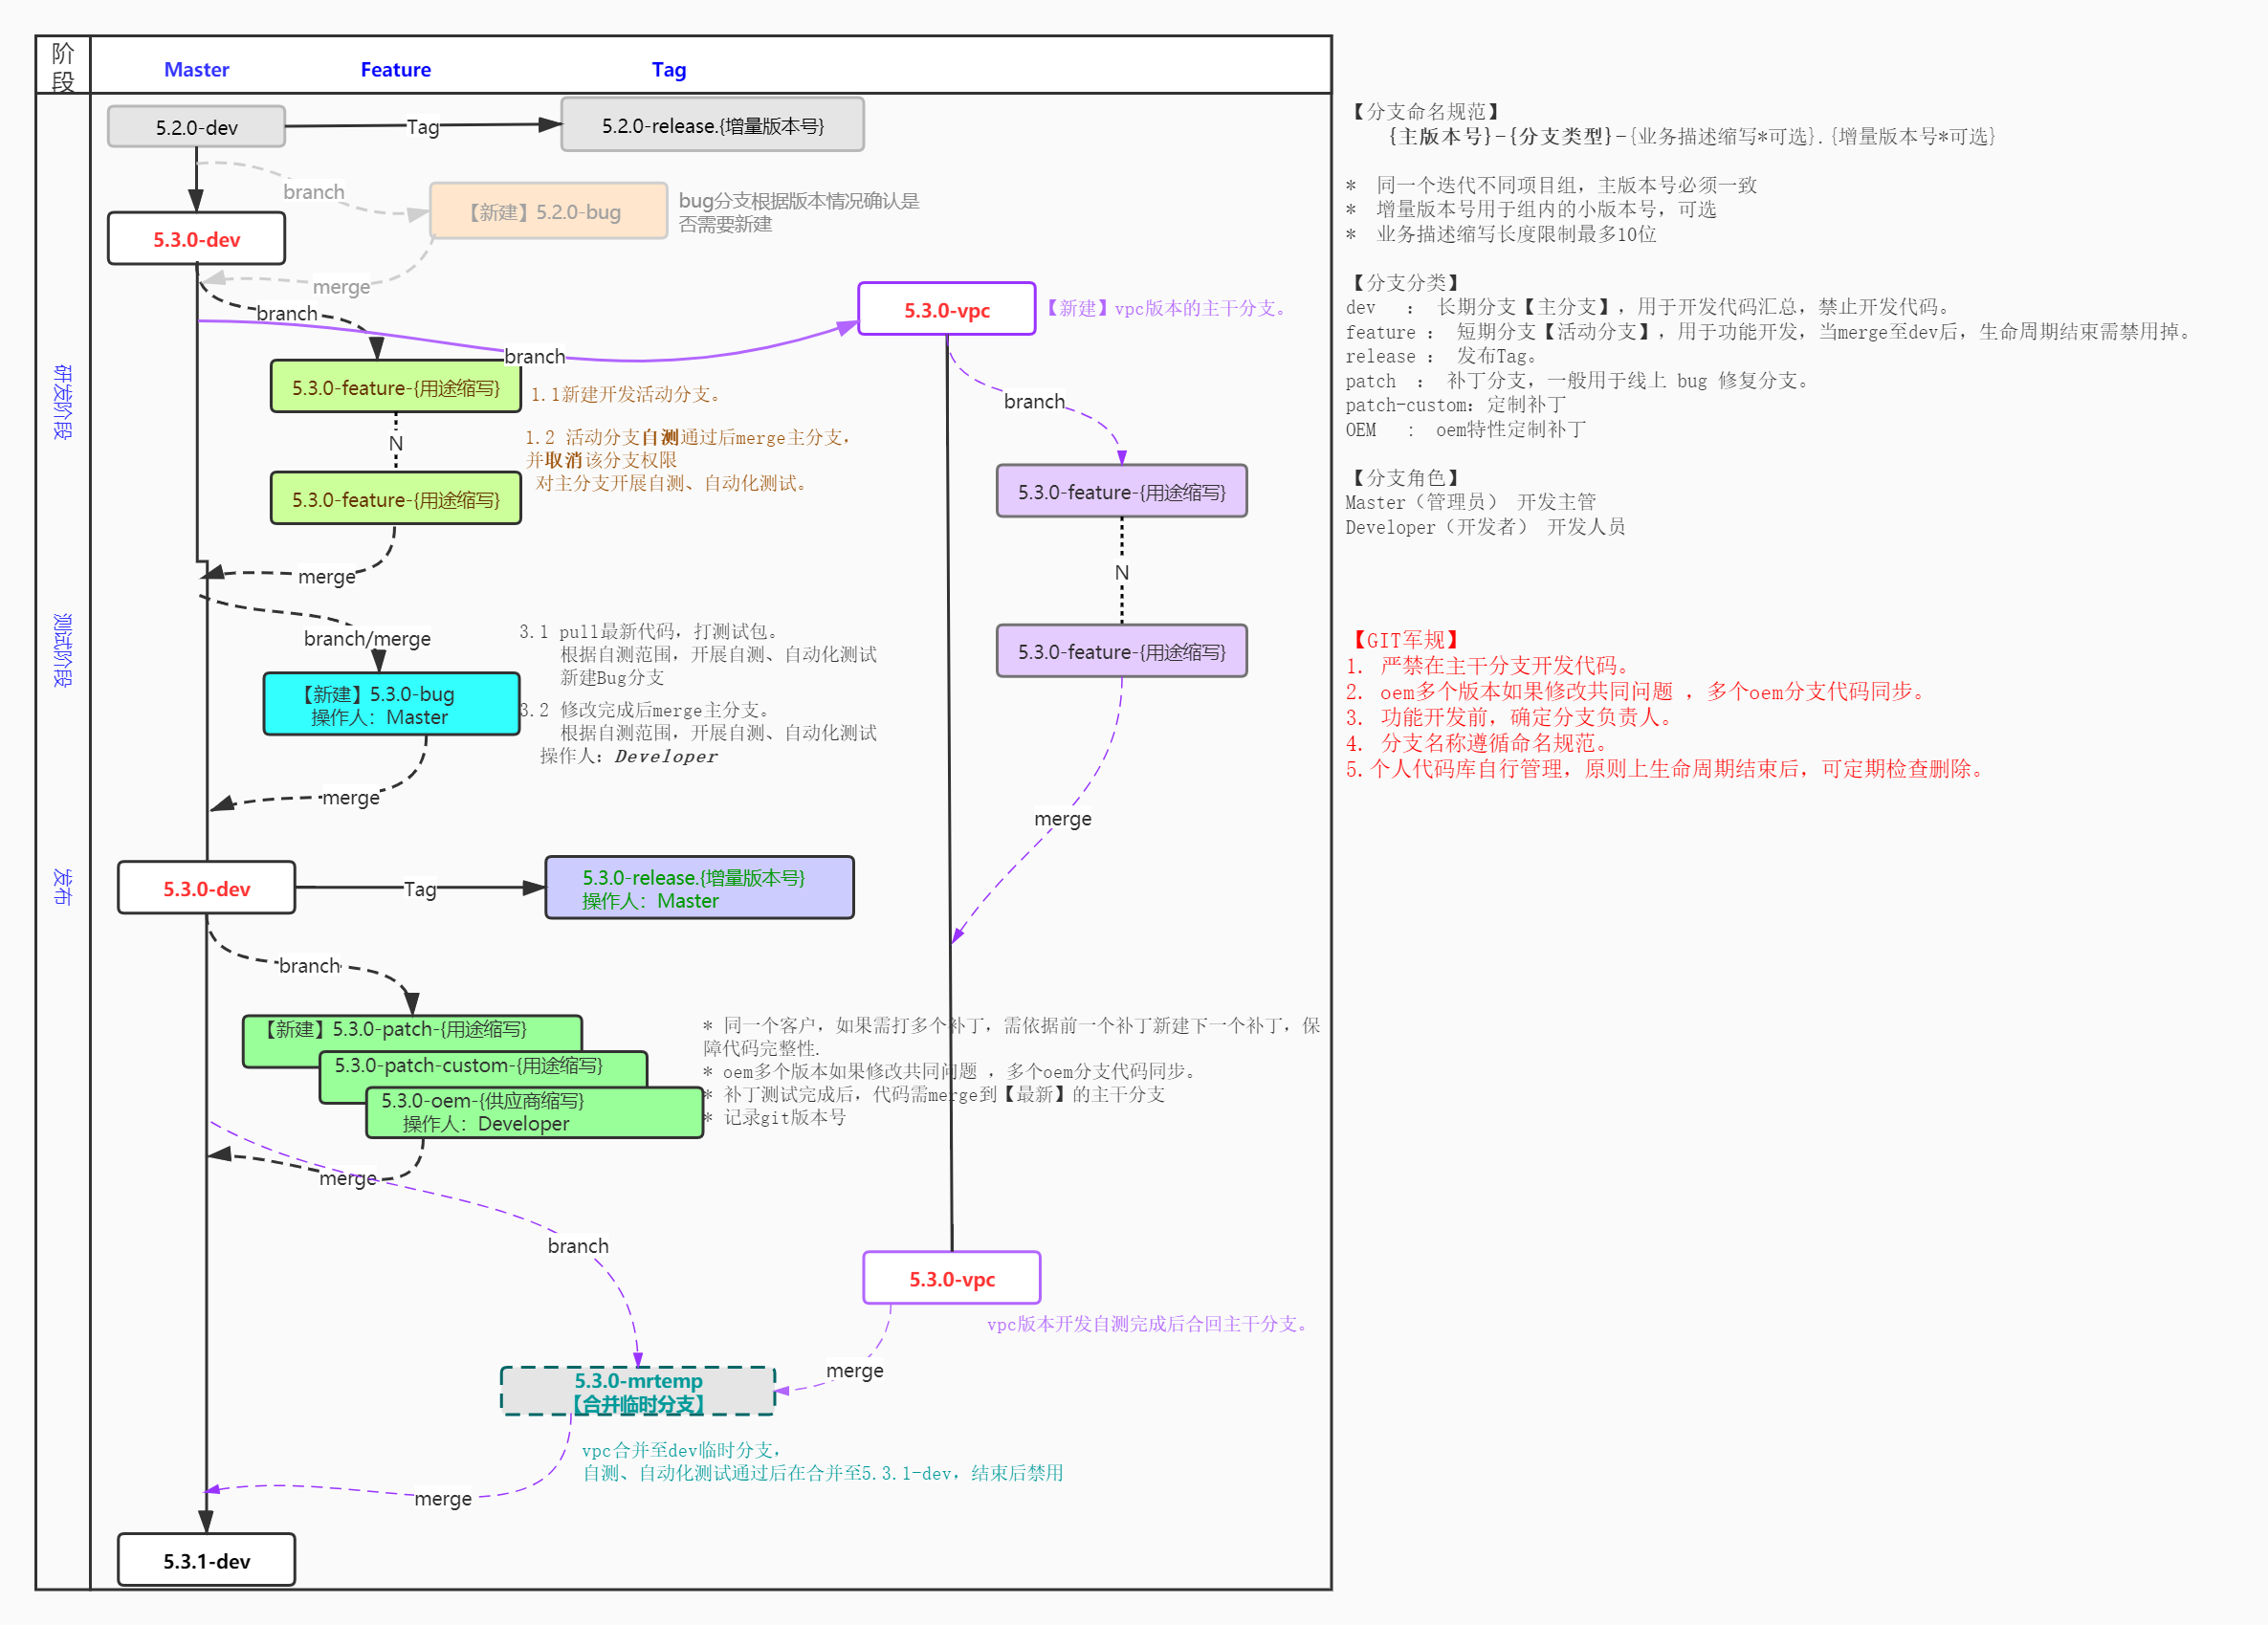 阶
段
Master
Feature
Tag
5.2.0-dev
Tag
5.2.0-release.{增量版本号}
branch
【新建】5.2.0-bug
bug分支根据版本情况确认是
否需要新建
5.3.0-dev
merge
branch
5.3.0-vpc
【新建】vpc版本的主干分支。
branch
研发阶段
5.3.0-feature-{用途缩写}
1.1新建开发活动分支。
branch
N
1.2 活动分支自测通过后merge主分支，
并取消该分支权限
对主分支开展自测、自动化测试。
5.3.0-feature-{用途缩写}
5.3.0-feature-{用途缩写}
merge
N
测试阶段
branch/merge
3.1 pull最新代码，打测试包。
根据自测范围，开展自测、自动化测试
新建Bug分支
5.3.0-feature-{用途缩写}
【新建】5.3.0-bug
操作人：Master
3.2 修改完成后merge主分支。
根据自测范围，开展自测、自动化测试
操作人：Developer
merge
merge
发布
5.3.0-dev
Tag
5.3.0-release.{增量版本号}
操作人：Master
branch
【新建】5.3.0-patch-{用途缩写}
5.3.0-patch-custom-{用途缩写}
5.3.0-oem-{供应商缩写}
操作人：Developer
* 同一个客户，如果需打多个补丁，需依据前一个补丁新建下一个补丁，保
障代码完整性.
* oem多个版本如果修改共同问题 ，多个oem分支代码同步。
* 补丁测试完成后，代码需merge到【最新】的主干分支
* 记录git版本号
merge
branch
5.3.0-vpc
vpc版本开发自测完成后合回主干分支。
merge
5.3.0-mrtemp
【合并临时分支】
vpc合并至dev临时分支，
自测、自动化测试通过后在合并至5.3.1-dev，结束后禁用
merge
5.3.1-dev
【分支命名规范】
{主版本号}-{分支类型}-{业务描述缩写*可选}.{增量版本号*可选}
* 同一个迭代不同项目组，主版本号必须一致
* 增量版本号用于组内的小版本号，可选
* 业务描述缩写长度限制最多10位
【分支分类】
dev ： 长期分支【主分支】，用于开发代码汇总，禁止开发代码。
feature ： 短期分支【活动分支】，用于功能开发，当merge至dev后，生命周期结束需禁用掉。
release ： 发布Tag。
patch ： 补丁分支，一般用于线上 bug 修复分支。
patch-custom：定制补丁
OEM ： oem特性定制补丁
【分支角色】
Master（管理员） 开发主管
Developer（开发者） 开发人员
【GIT军规】
1. 严禁在主干分支开发代码。
2. oem多个版本如果修改共同问题 ，多个oem分支代码同步。
3. 功能开发前，确定分支负责人。
4. 分支名称遵循命名规范。
5.个人代码库自行管理，原则上生命周期结束后，可定期检查删除。